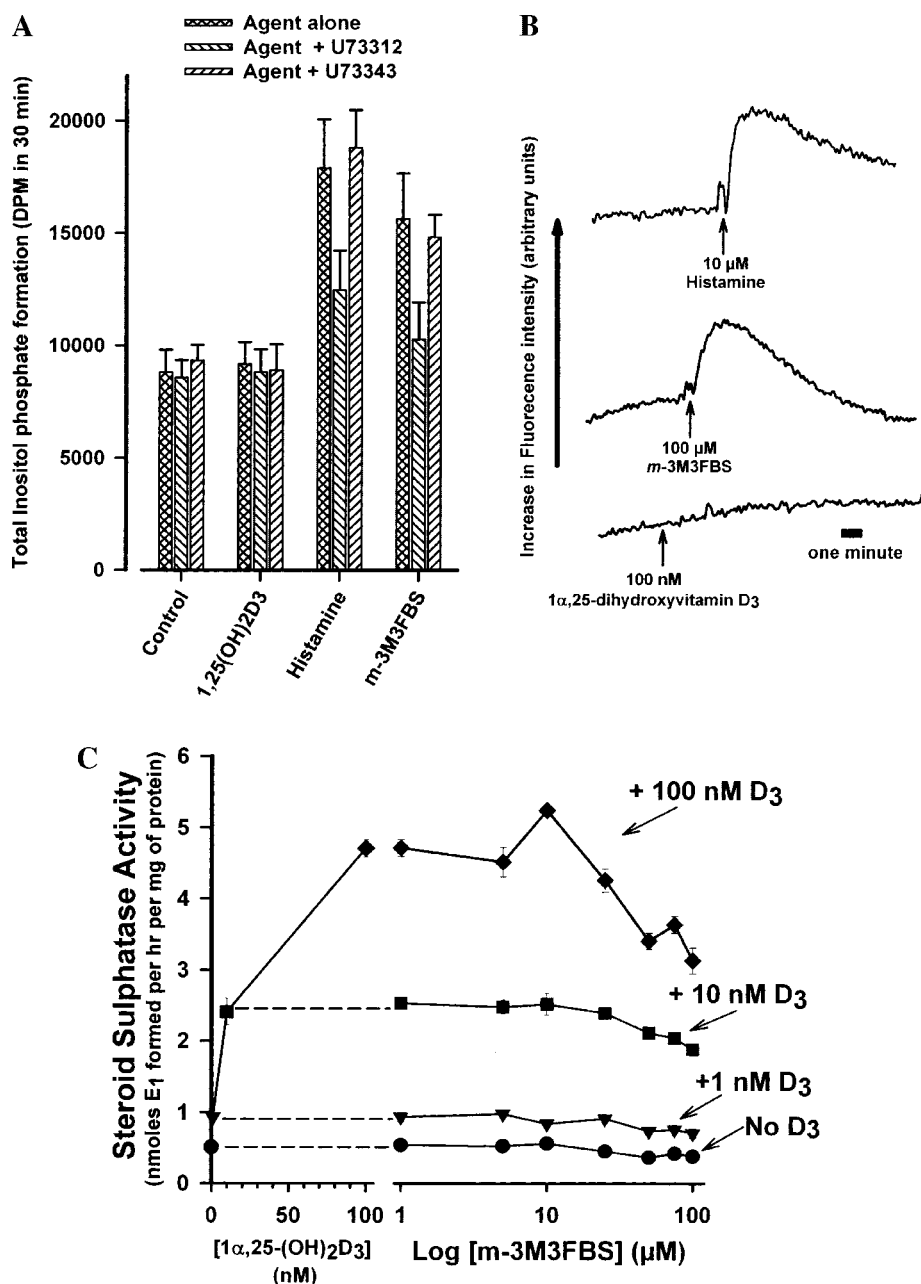 A
Agent alone
Agent + U73312
Agent + U73343
Total Inositol phosphate formation (DPM in 30 min)
20000
15000
10000
5000
0
Control
1,25(OH)2D3
Histamine
m-3M3FBS
B
Increase in Fluorescence intensity (arbitrary units)
10 µM
Histamine
100 µM
m-3M3FBS
100 nM
1α,25-dihydroxyvitamin D3
one minute
C
Steroid Sulphatase Activity
(nmoles E1 formed per hr per mg of protein)
6
5
4
3
2
1
0
+ 100 nM D3
+ 10 nM D3
+1 nM D3
No D3
0
50
100
1
10
100
[1α,25-(OH)2D3]
(nM)
Log [m-3M3FBS] (µM)